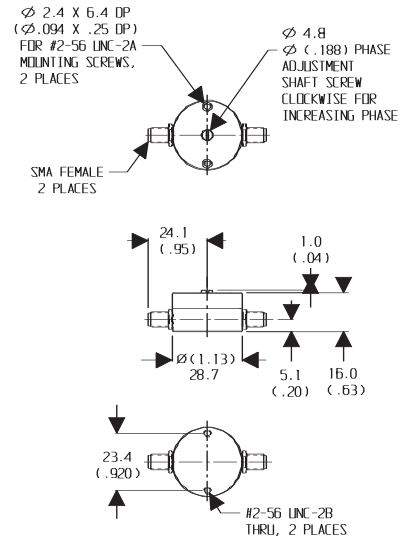 Ø 2.4 X 6.4 DP
(Ø.094 X .25 DP)
FOR #2-56 UNC-2A
MOUNTING SCREWS,
2 PLACES
Ø 4.8
Ø (.188) PHASE
ADJUSTMENT
SHAFT SCREW
CLOCKWISE FOR
INCREASING PHASE
SMA FEMALE
2 PLACES
24.1
(.95)
1.0
(.04)
Ø(1.13)
28.7
5.1
(.20)
16.0
(.63)
23.4
(.920)
#2-56 UNC-2B
THRU, 2 PLACES